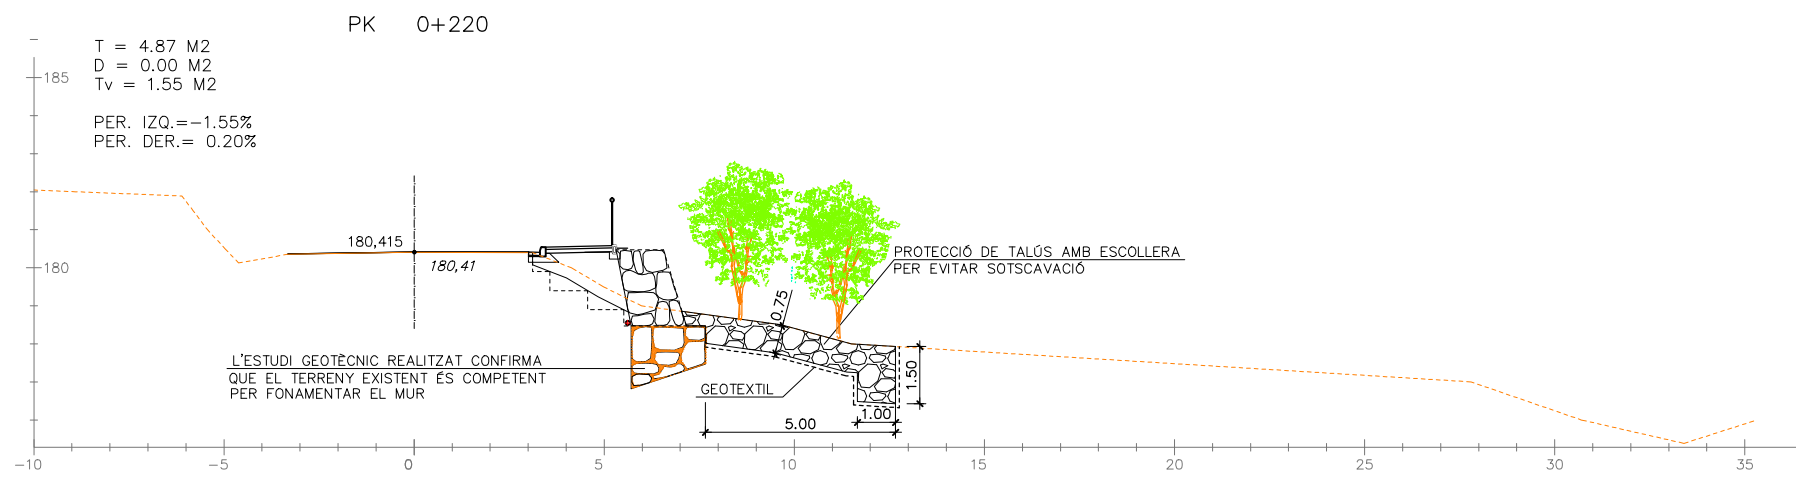 PK 0+220
T = 4.87 M2
D = 0.00 M2
Tv = 1.55 M2
PER. IZQ.=-1.55%
PER. DER.= 0.20%
185
180
180,415
180,41
PROTECCIÓ DE TALÚS AMB ESCOLLERA
PER EVITAR SOTSCAVACIÓ
0.75
L'ESTUDI GEOTÈCNIC REALITZAT CONFIRMA
QUE EL TERRENY EXISTENT ÉS COMPETENT
PER FONAMENTAR EL MUR
GEOTEXTIL
1.50
1.00
5.00
-10 -5 0 5 10 15 20 25 30 35